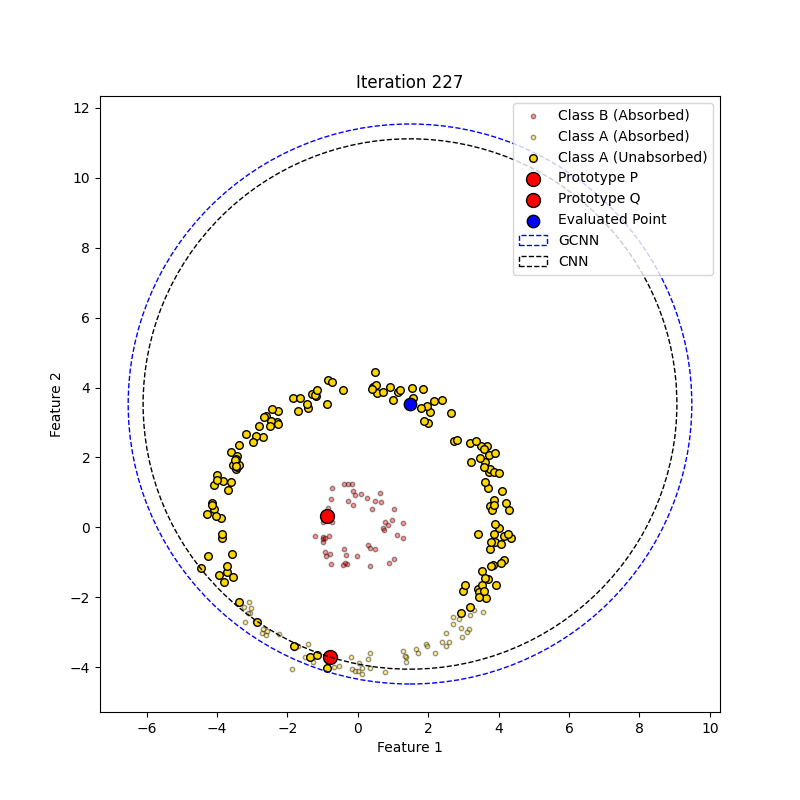 Iteration 227
Class B (Absorbed)
Class A (Absorbed)
Class A (Unabsorbed)
Prototype P
Prototype Q
Evaluated Point
GCNN
CNN
12
10
8
6
4
2
0
−2
−4
Feature 2
−6 −4 −2 0 2 4 6 8 10
Feature 1